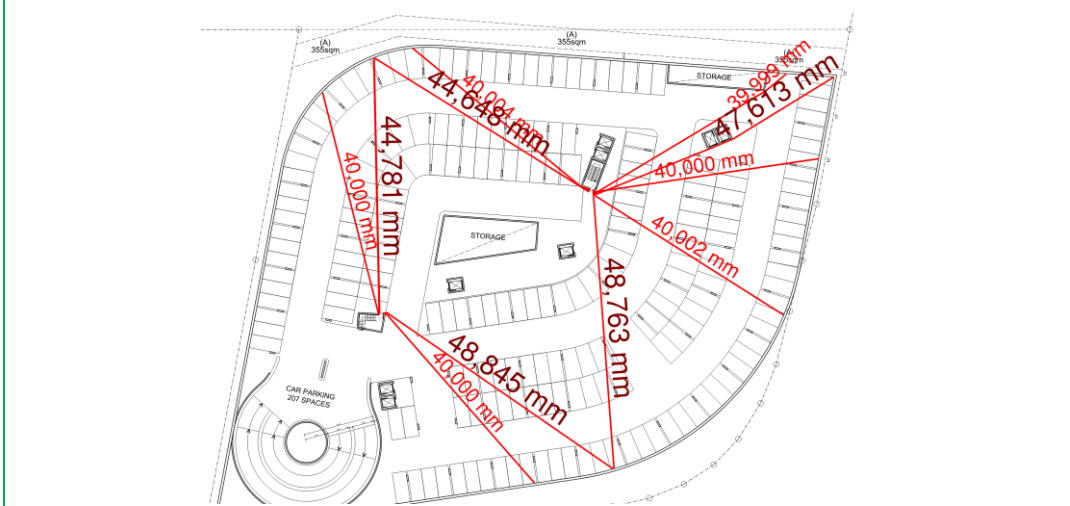 (A)
355sqm
(A)
355sqm
(A)
355sqm
STORAGE
39,999 mm
47,613 mm
40,004 mm
44,648 mm
44,781 mm
40,000 mm
40,000 mm
40,002 mm
STORAGE
48,763 mm
48,845 mm
40,000 mm
CAR PARKING
207 SPACES